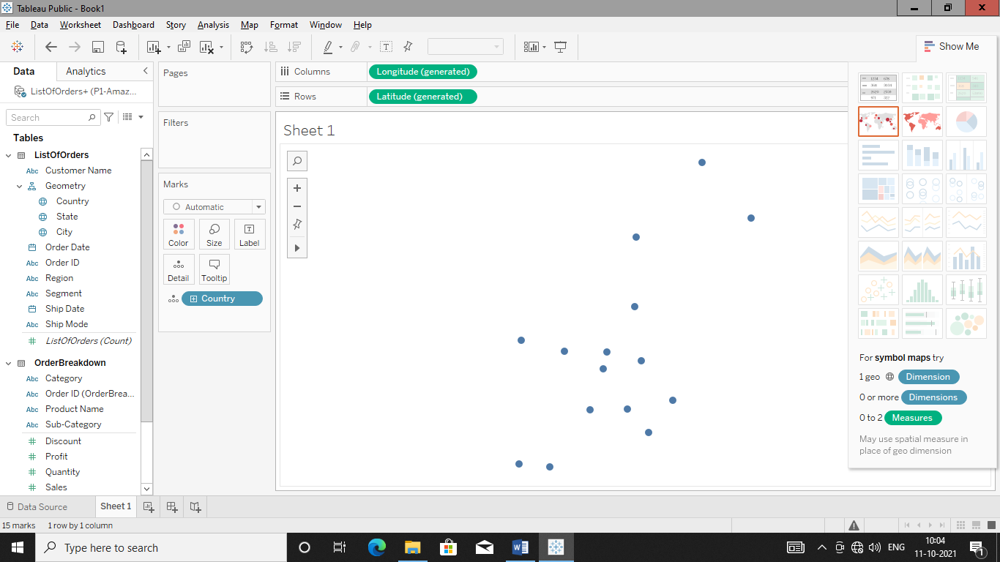 Tableau Public - Book1
File Data Worksheet Dashboard Story Analysis Map Format Window Help
Show Me
Data Analytics
ListOfOrders+ (P1-Amaz...
Search
Tables
ListOfOrders
Abc Customer Name
Geometry
Country
State
City
Order Date
Abc Order ID
Abc Region
Abc Segment
Ship Date
Abc Ship Mode
ListOfOrders (Count)
OrderBreakdown
Abc Category
Abc Order ID (OrderBrea...
Abc Product Name
Abc Sub-Category
Discount
Profit
Quantity
Sales
Pages
Filters
Marks
Automatic
Color Size Label
Detail Tooltip
Country
Columns Longitude (generated)
Rows Latitude (generated)
Sheet 1
For symbol maps try
1 geo Dimension
0 or more Dimensions
0 to 2 Measures
May use spatial measure in
place of geo dimension
Data Source Sheet 1
15 marks 1 row by 1 column
Type here to search
ENG
10:04
11-10-2021
1